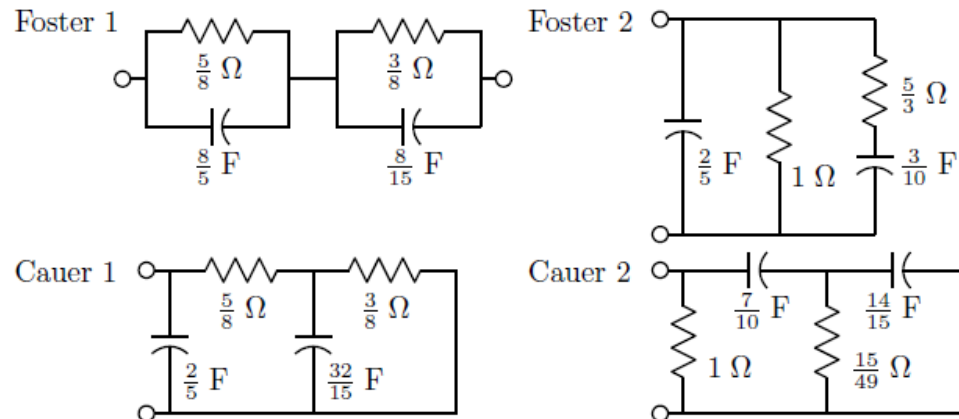 Foster 1
5/8 Ω
3/8 Ω
8/5 F
8/15 F
Foster 2
5/3 Ω
2/5 F
1 Ω
3/10 F
Cauer 1
5/8 Ω
3/8 Ω
2/5 F
32/15 F
Cauer 2
7/10 F
14/15 F
1 Ω
15/49 Ω